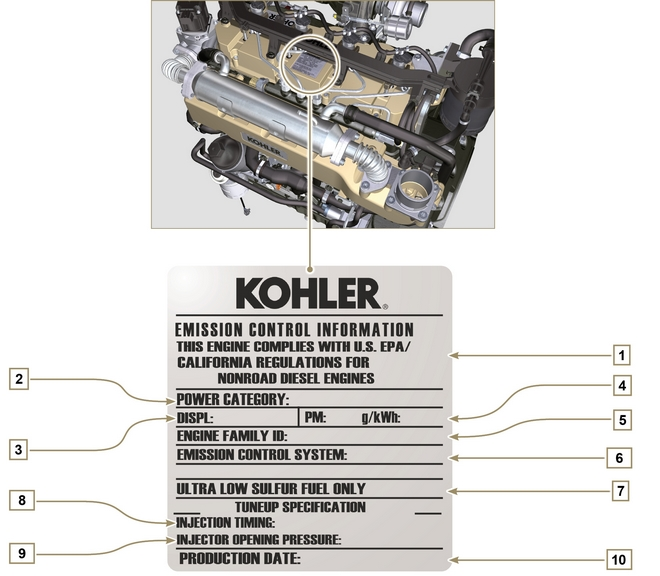 KOHLER
KOHLER
KOHLER®
EMISSION CONTROL INFORMATION
THIS ENGINE COMPLIES WITH U.S. EPA/
CALIFORNIA REGULATIONS FOR
NONROAD DIESEL ENGINES
POWER CATEGORY:
DISPL: PM: g/kWh:
ENGINE FAMILY ID:
EMISSION CONTROL SYSTEM:
ULTRA LOW SULFUR FUEL ONLY
TUNEUP SPECIFICATION
INJECTION TIMING:
INJECTOR OPENING PRESSURE:
PRODUCTION DATE:
1
2
3
4
5
6
7
8
9
10